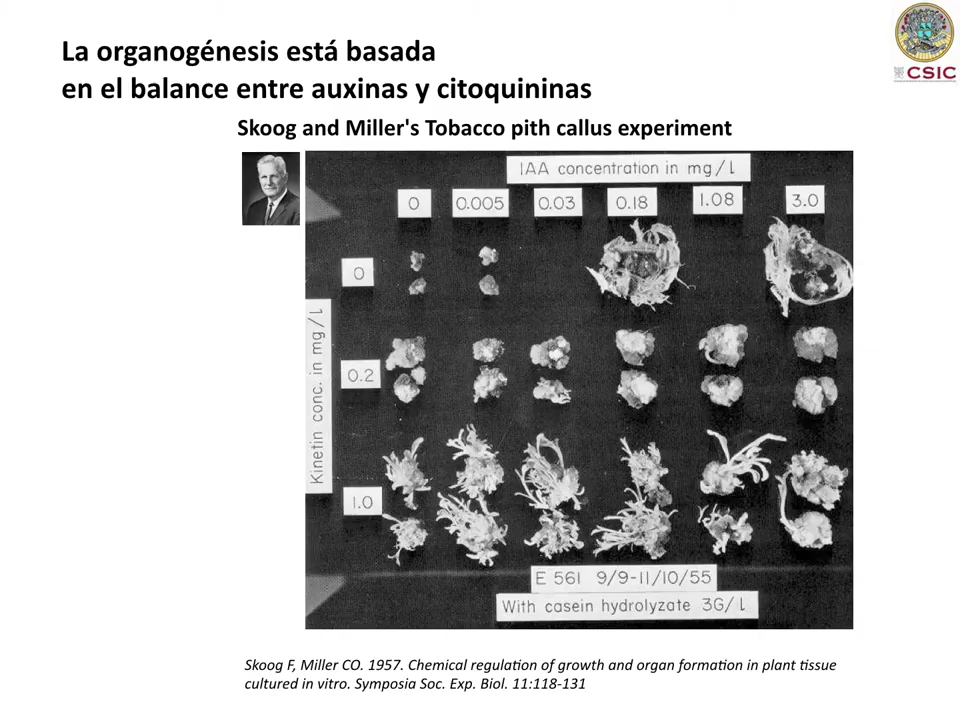 La organogénesis está basada
en el balance entre auxinas y citoquininas
CSIC
Skoog and Miller's Tobacco pith callus experiment
IAA concentration in mg/l
0 0.005 0.03 0.18 1.08 3.0
Kinetin conc. in mg/l
0
0.2
1.0
E 561 9/9-11/10/55
With casein hydrolyzate 3G/l
Skoog F, Miller CO. 1957. Chemical regulation of growth and organ formation in plant tissue
cultured in vitro. Symposia Soc. Exp. Biol. 11:118-131